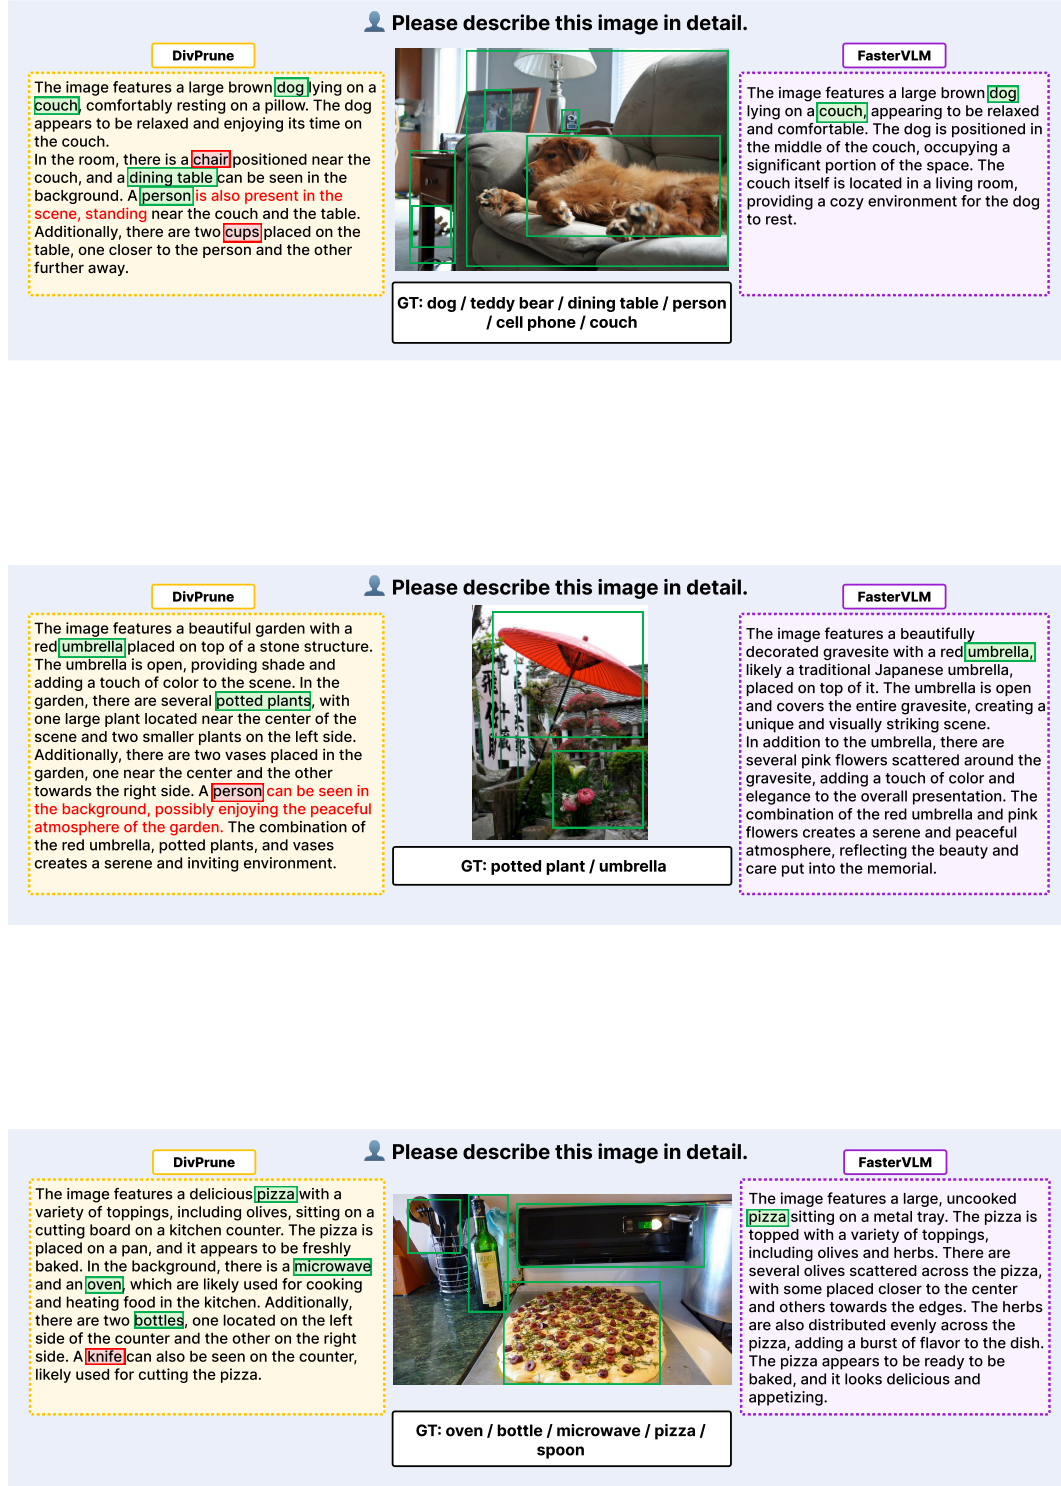 Please describe this image in detail.
DivPrune
The image features a large brown dog lying on a
couch, comfortably resting on a pillow. The dog
appears to be relaxed and enjoying its time on
the couch.
In the room, there is a chair positioned near the
couch, and a dining table can be seen in the
background. A person is also present in the
scene, standing near the couch and the table.
Additionally, there are two cups placed on the
table, one closer to the person and the other
further away.
GT: dog / teddy bear / dining table / person
/ cell phone / couch
FasterVLM
The image features a large brown dog
lying on a couch, appearing to be relaxed
and comfortable. The dog is positioned in
the middle of the couch, occupying a
significant portion of the space. The
couch itself is located in a living room,
providing a cozy environment for the dog
to rest.
Please describe this image in detail.
DivPrune
The image features a beautiful garden with a
red umbrella placed on top of a stone structure.
The umbrella is open, providing shade and
adding a touch of color to the scene. In the
garden, there are several potted plants, with
one large plant located near the center of the
scene and two smaller plants on the left side.
Additionally, there are two vases placed in the
garden, one near the center and the other
towards the right side. A person can be seen in
the background, possibly enjoying the peaceful
atmosphere of the garden. The combination of
the red umbrella, potted plants, and vases
creates a serene and inviting environment.
GT: potted plant / umbrella
FasterVLM
The image features a beautifully
decorated gravesite with a red umbrella,
likely a traditional Japanese umbrella,
placed on top of it. The umbrella is open
and covers the entire gravesite, creating a
unique and visually striking scene.
In addition to the umbrella, there are
several pink flowers scattered around the
gravesite, adding a touch of color and
elegance to the overall presentation. The
combination of the red umbrella and pink
flowers creates a serene and peaceful
atmosphere, reflecting the beauty and
care put into the memorial.
Please describe this image in detail.
DivPrune
The image features a delicious pizza with a
variety of toppings, including olives, sitting on a
cutting board on a kitchen counter. The pizza is
placed on a pan, and it appears to be freshly
baked. In the background, there is a microwave
and an oven, which are likely used for cooking
and heating food in the kitchen. Additionally,
there are two bottles, one located on the left
side of the counter and the other on the right
side. A knife can also be seen on the counter,
likely used for cutting the pizza.
GT: oven / bottle / microwave / pizza /
spoon
FasterVLM
The image features a large, uncooked
pizza sitting on a metal tray. The pizza is
topped with a variety of toppings,
including olives and herbs. There are
several olives scattered across the pizza,
with some placed closer to the center
and others towards the edges. The herbs
are also distributed evenly across the
pizza, adding a burst of flavor to the dish.
The pizza appears to be ready to be
baked, and it looks delicious and
appetizing.